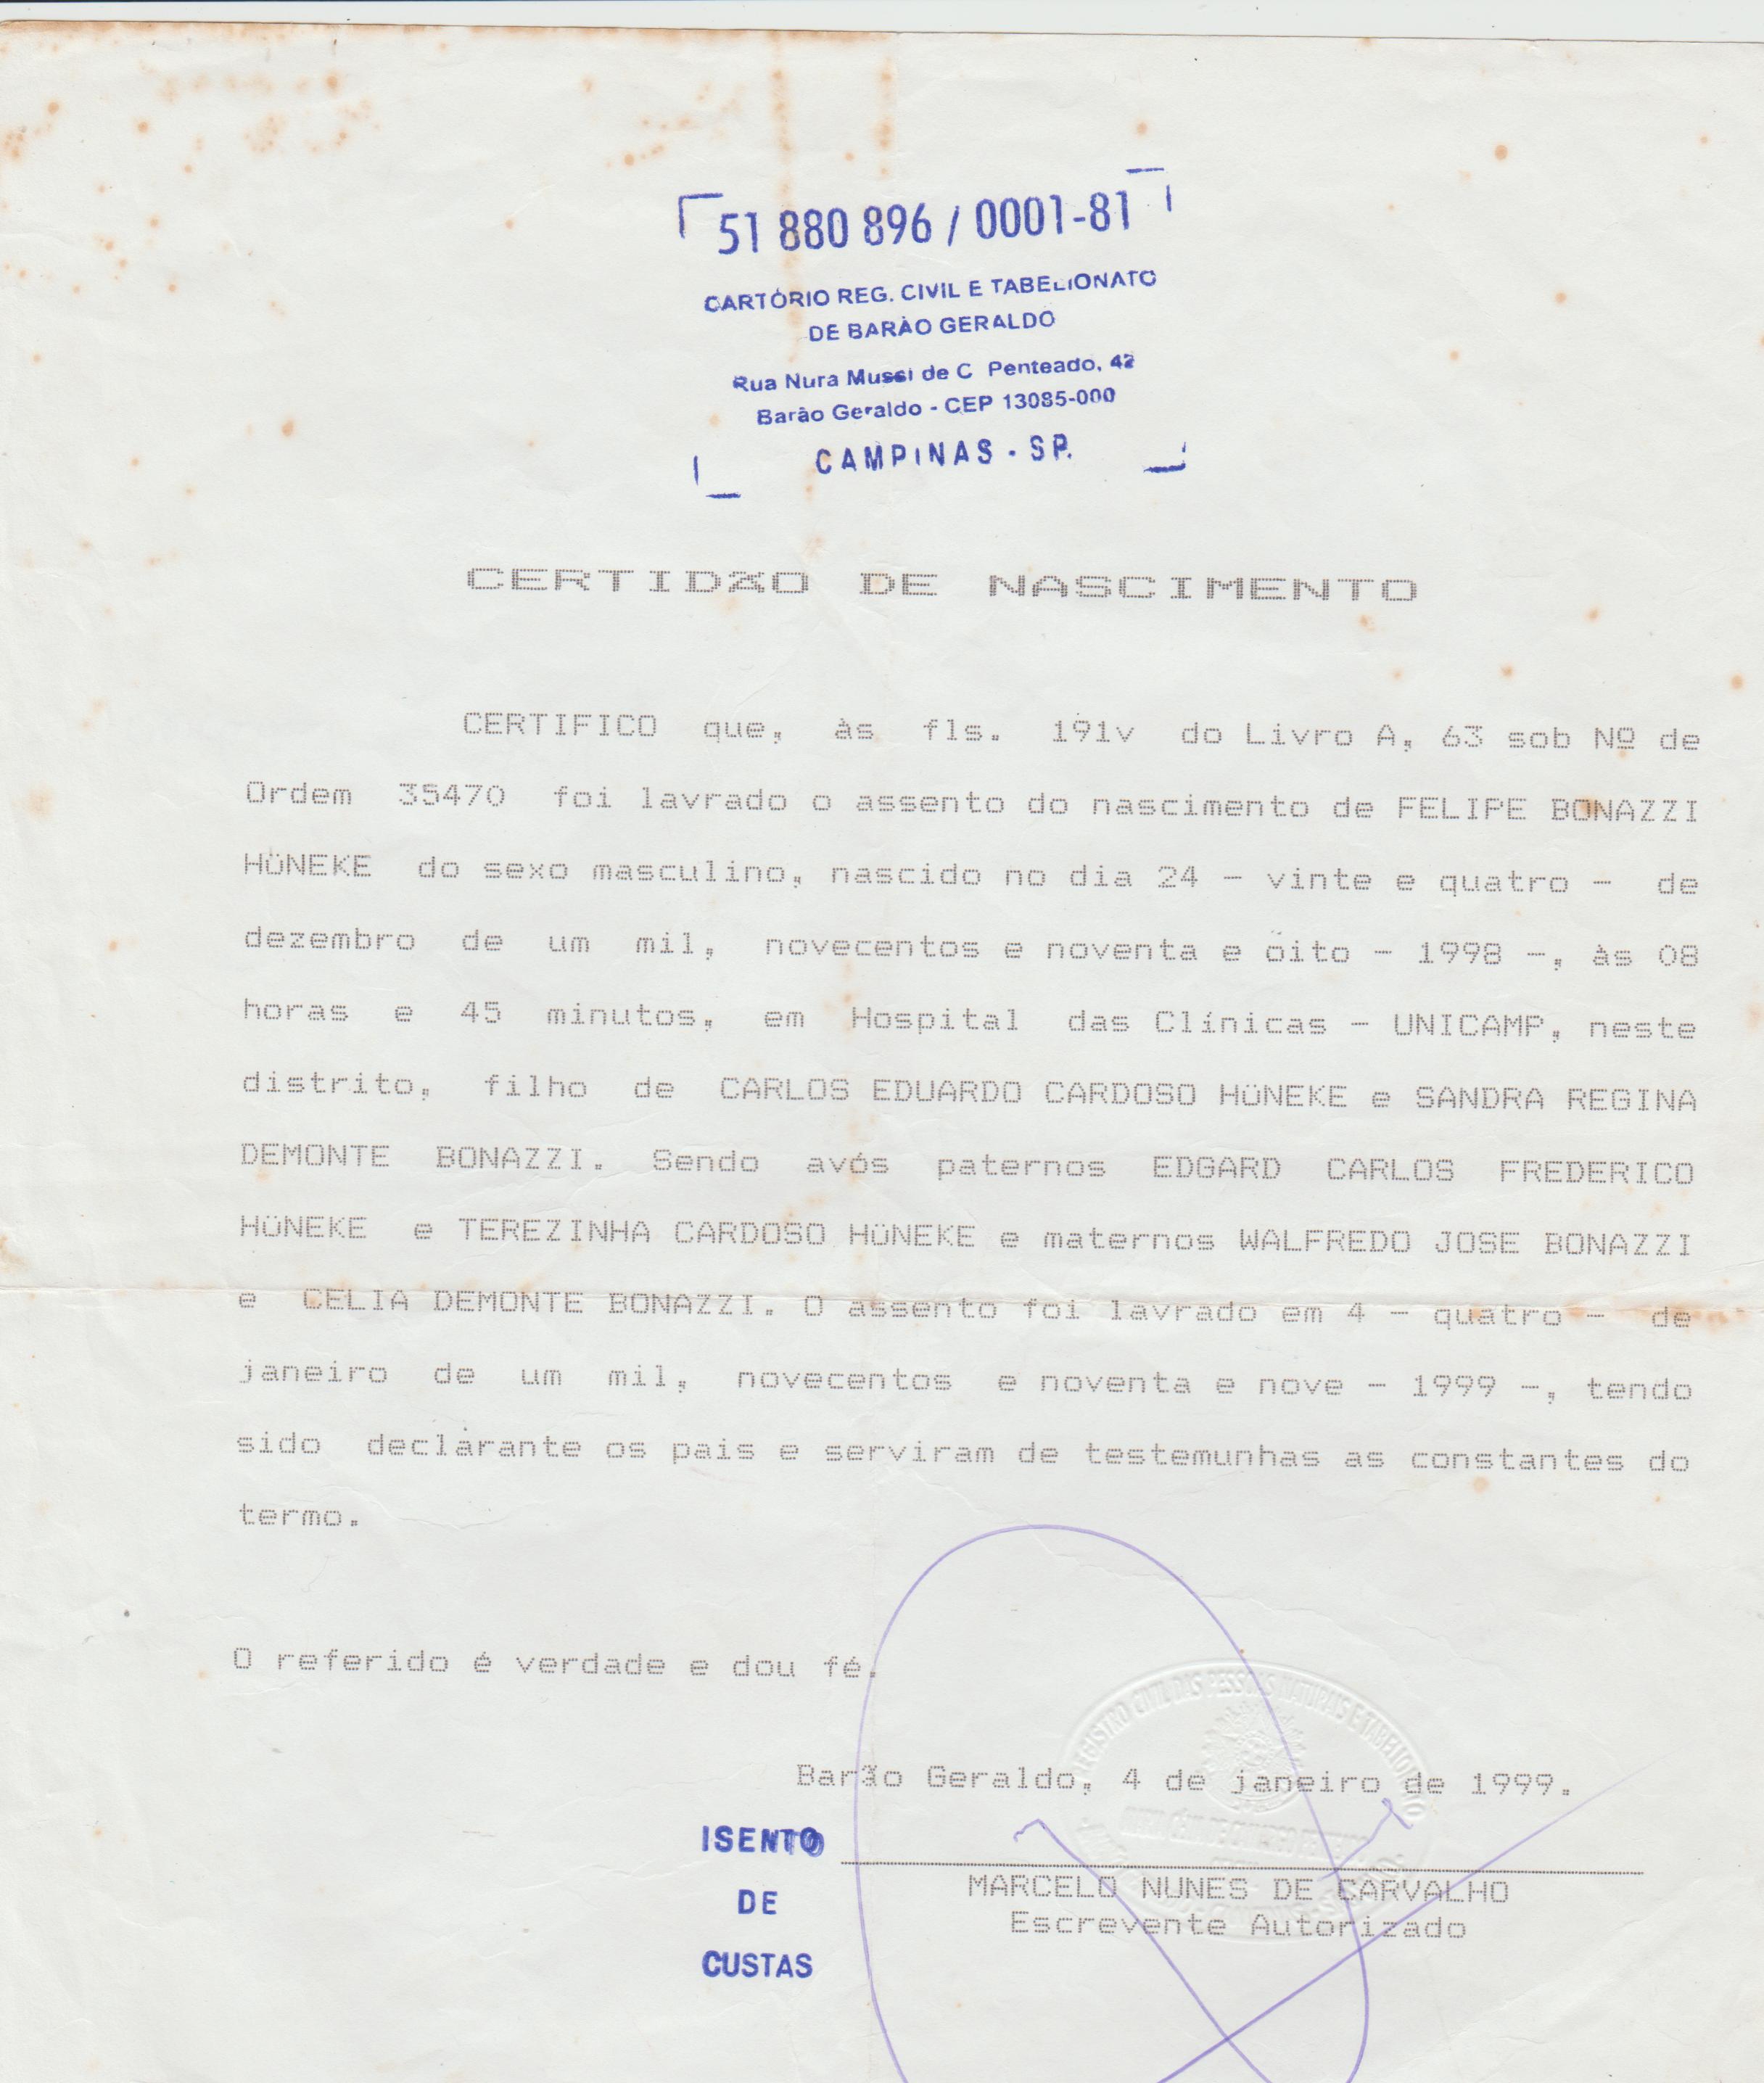 51 880 896 / 0001-81
CARTÓRIO REG. CIVIL E TABELIONATO
DE BARÃO GERALDO
Rua Nura Mussi de C Penteado, 42
Barão Geraldo - CEP 13085-000
CAMPINAS - SP.
CERTIDÃO DE NASCIMENTO
CERTIFICO que, às fls. 191v do Livro A, 63 sob Nº de
Ordem 35470 foi lavrado o assento do nascimento de FELIPE BONAZZI
HüNEKE do sexo masculino, nascido no dia 24 - vinte e quatro - de
dezembro de um mil, novecentos e noventa e oito - 1998 -, às 08
horas e 45 minutos, em Hospital das Clínicas - UNICAMP, neste
distrito, filho de CARLOS EDUARDO CARDOSO HüNEKE e SANDRA REGINA
DEMONTE BONAZZI. Sendo avós paternos EDGARD CARLOS FREDERICO
HüNEKE e TEREZINHA CARDOSO HüNEKE e maternos WALFREDO JOSE BONAZZI
e CELIA DEMONTE BONAZZI. O assento foi lavrado em 4 - quatro - de
janeiro de um mil, novecentos e noventa e nove - 1999 -, tendo
sido declarante os pais e serviram de testemunhas as constantes do
termo.
O referido é verdade e dou fé.
REGISTRO CIVIL DAS PESSOAS NATURAIS E
Barão Geraldo, 4 de janeiro de 1999.
ISENTO
DE
CUSTAS
MARCELO NUNES DE CARVALHO
Escrevente Autorizado